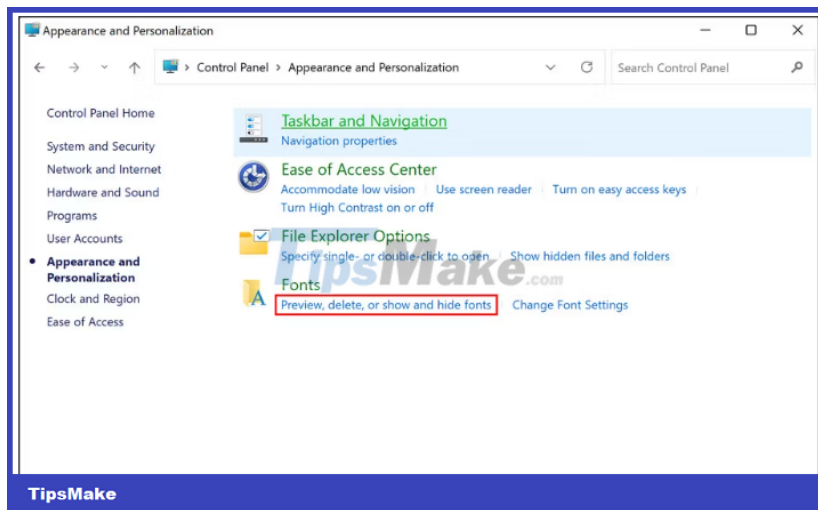 Appearance and Personalization
Control Panel > Appearance and Personalization
Search Control Panel
Control Panel Home
System and Security
Network and Internet
Hardware and Sound
Programs
User Accounts
Appearance and
Personalization
Clock and Region
Ease of Access
Taskbar and Navigation
Navigation properties
Ease of Access Center
Accommodate low vision Use screen reader Turn on easy access keys
Turn High Contrast on or off
File Explorer Options
Specify single- or double-click to open Show hidden files and folders
Fonts
Preview, delete, or show and hide fonts Change Font Settings
TipsMake.com
TipsMake